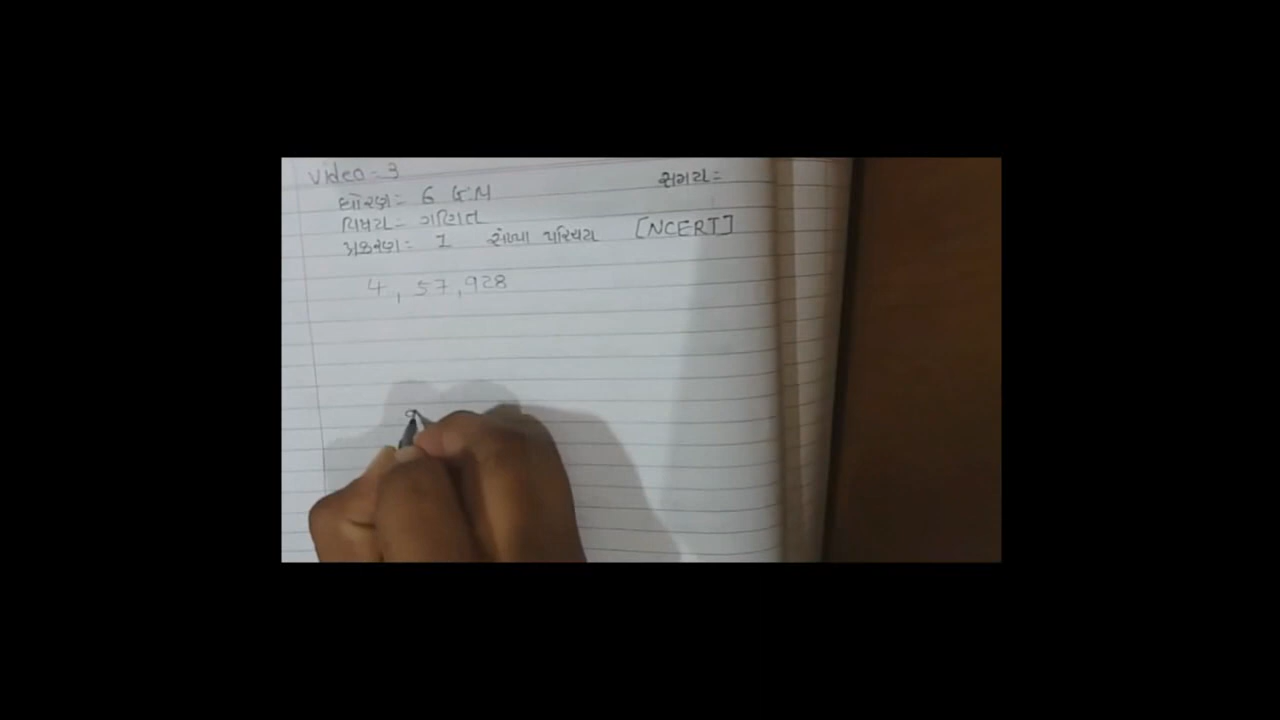 Video - 3
સમય:=
ધોરણ:= 6 G.M
વિષય:= ગણિત
પ્રકરણ:= 1 સંખ્યા પરિચય [NCERT]
4, 57,928